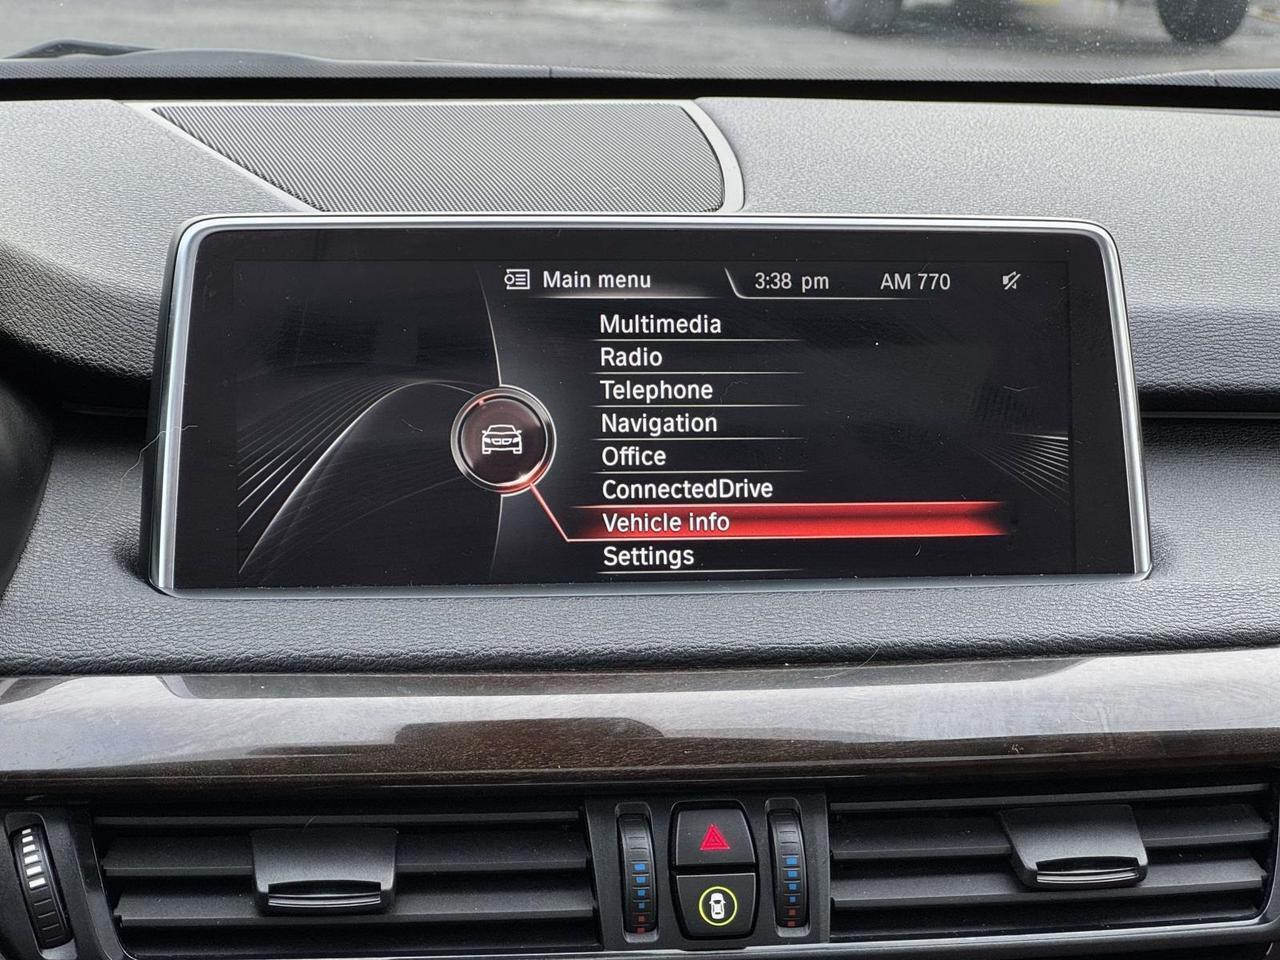 Main menu 3:38 pm AM 770
Multimedia
Radio
Telephone
Navigation
Office
ConnectedDrive
Vehicle info
Settings